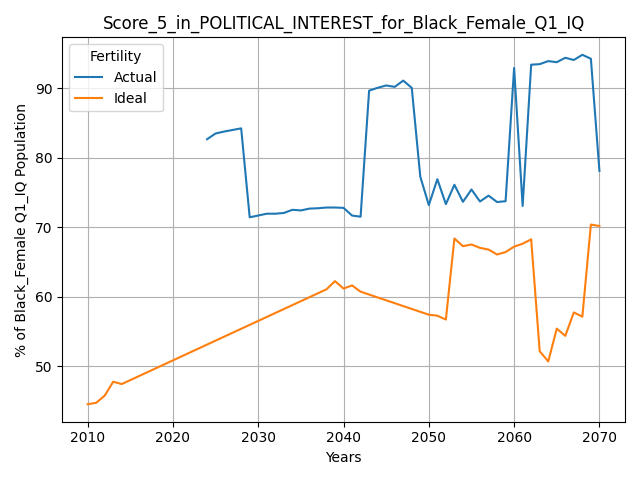 Score_5_in_POLITICAL_INTEREST_for_Black_Female_Q1_IQ
Fertility
Actual
Ideal
% of Black_Female Q1_IQ Population
90
80
70
60
50
2010 2020 2030 2040 2050 2060 2070
Years